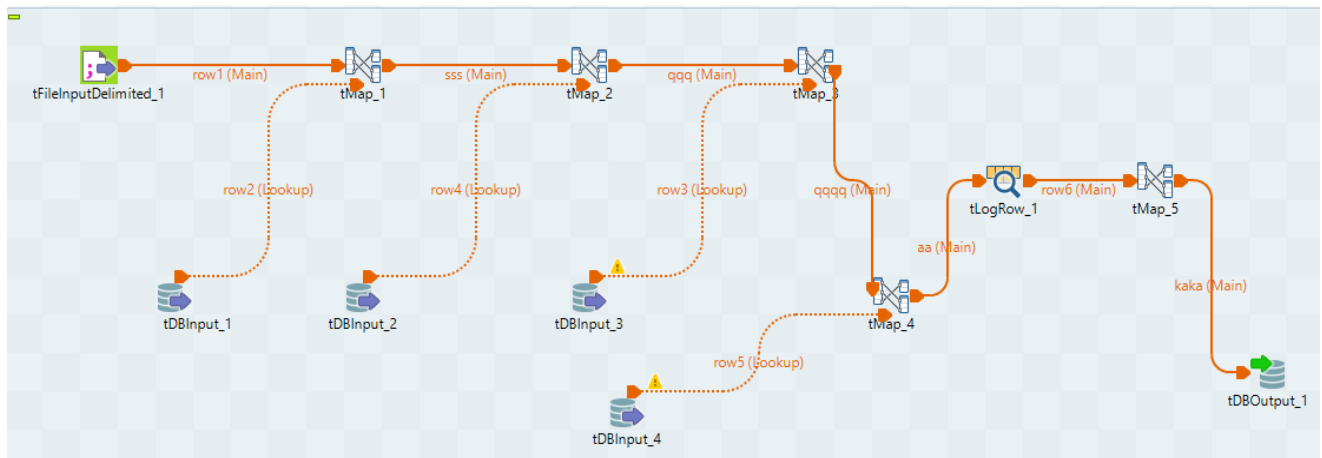 row1 (Main)
sss (Main)
qqq (Main)
tFileInputDelimited_1
tMap_1
tMap_2
tMap_3
row2 (Lookup)
row4 (Lookup)
row3 (Lookup)
qqqq (Main)
tLogRow_1
row6 (Main)
tMap_5
aa (Main)
kaka (Main)
tDBInput_1
tDBInput_2
tDBInput_3
tMap_4
row5 (Lookup)
tDBOutput_1
tDBInput_4